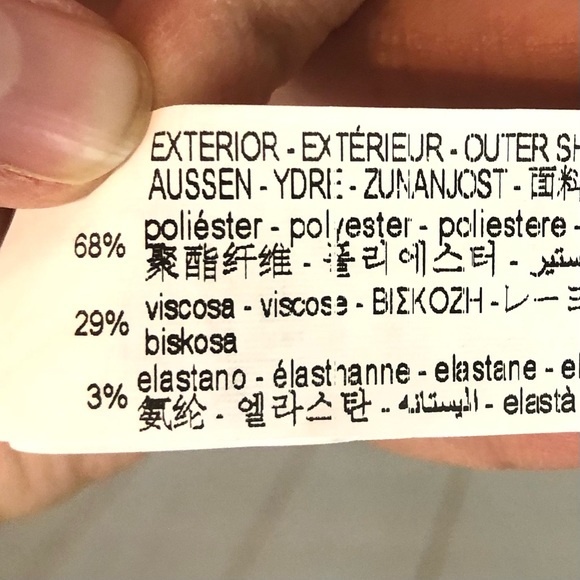 EXTERIOR - EXTÉRIEUR - OUTER SH
AUSSEN - YDRE - ZUNANJOST - 面料
68% poliéster - polyester - poliestere -
聚酯纤维 - 폴리에스터 -
29% viscosa - viscose - ΒΙΣΚΟΖΗ - レーヨ
biskosa
3% elastano - élasthanne - elastane - el
氨纶 - 엘라스탄 - اليستانه - elastà